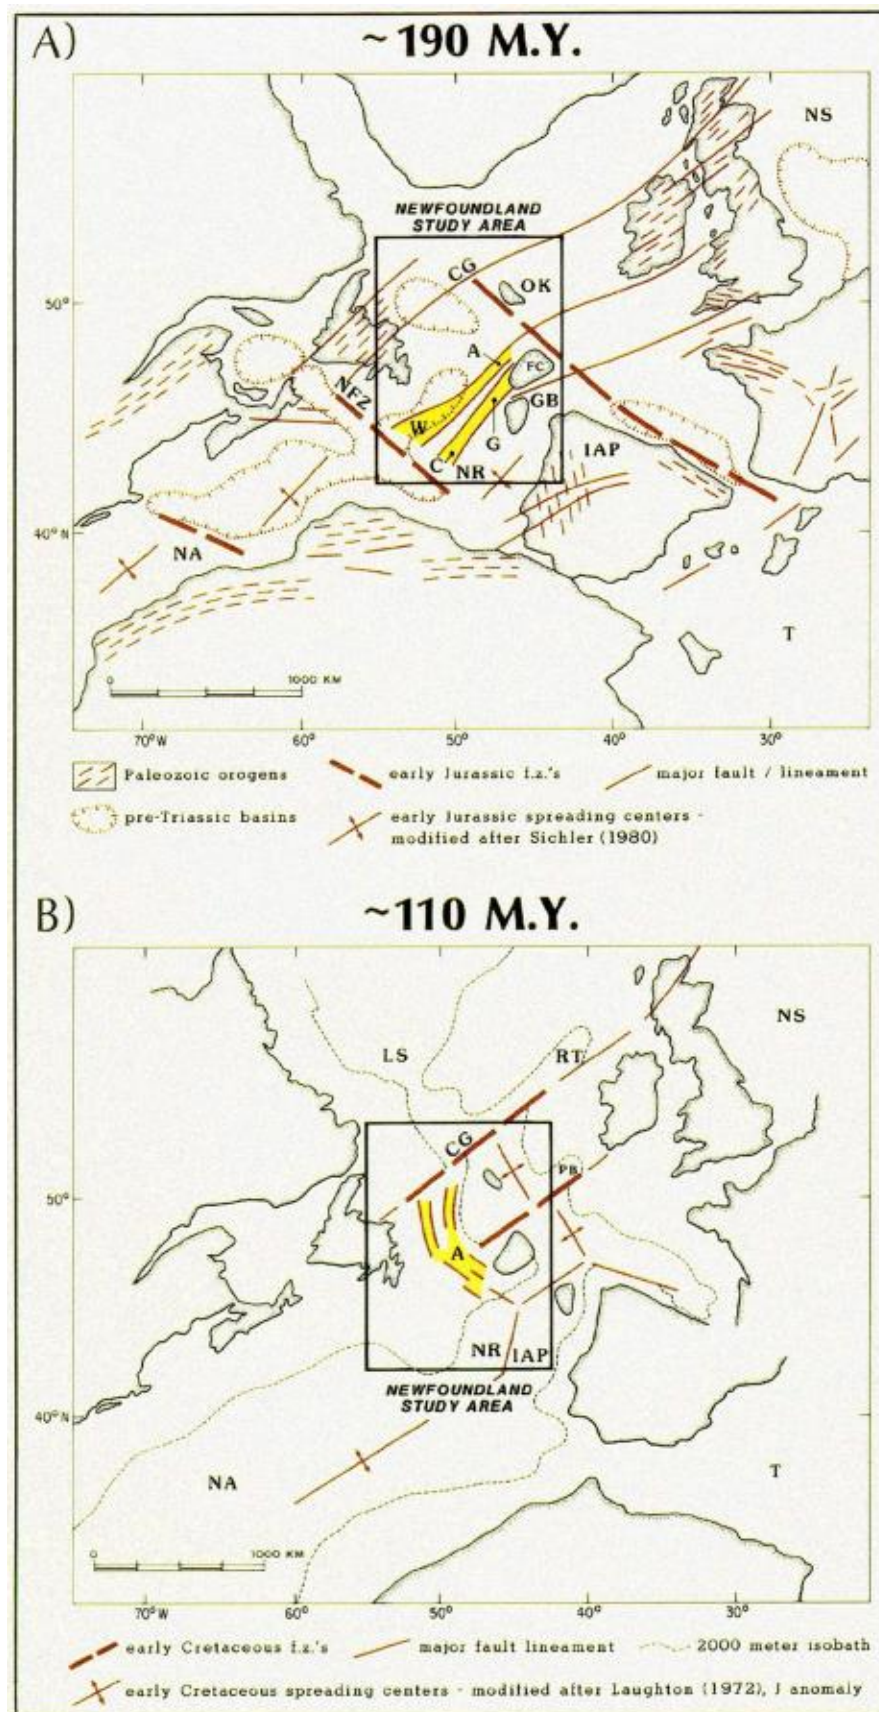 A)
~190 M.Y.
NS
NEWFOUNDLAND
STUDY AREA
CG
OK
50°
A
FC
NFZ
GB
W
G
IAP
C
NR
40°N
NA
T
0
1000 KM
70°W
60°
50°
40°
30°
Paleozoic orogens
early Jurassic f.z.'s
major fault / lineament
pre-Triassic basins
early Jurassic spreading centers -
modified after Sichler (1980)
B)
~110 M.Y.
NS
LS
RT
CG
PB
50°
A
NR
IAP
NEWFOUNDLAND
STUDY AREA
40°N
NA
T
0
1000 KM
70°W
60°
50°
40°
30°
early Cretaceous f.z.'s
major fault lineament
2000 meter isobath
early Cretaceous spreading centers - modified after Laughton (1972), J anomaly